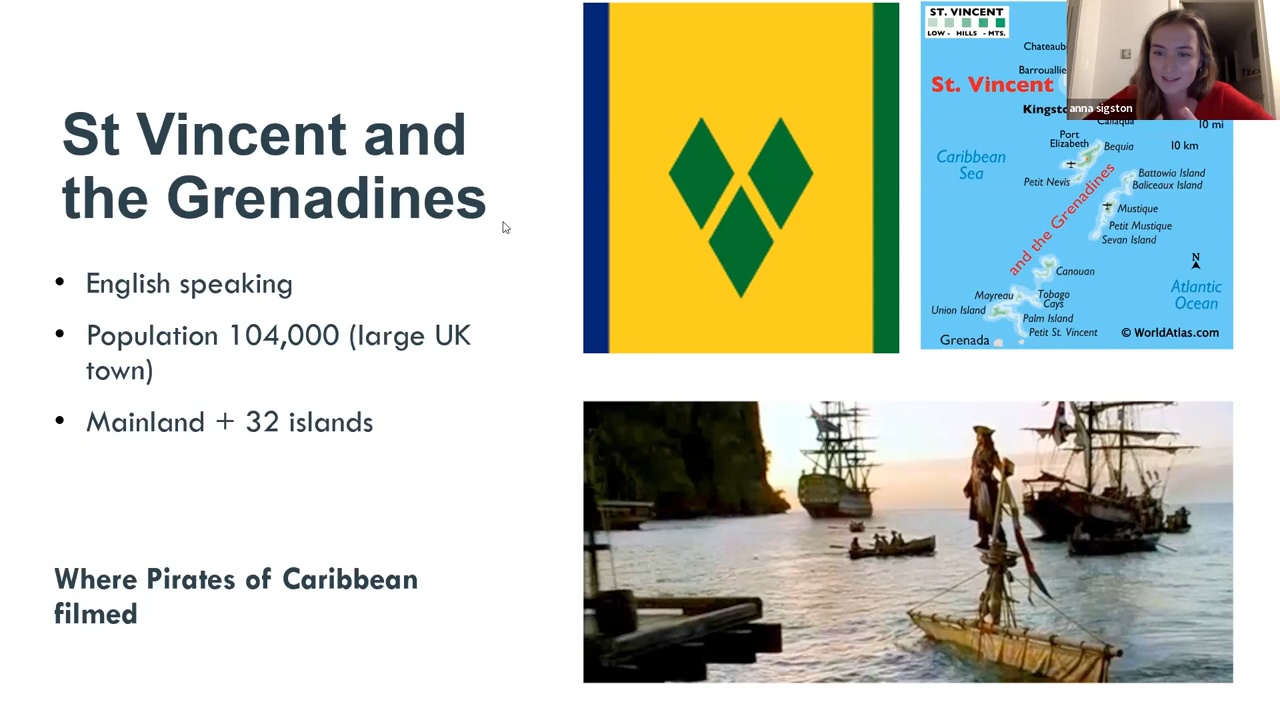 St Vincent and
the Grenadines
• English speaking
• Population 104,000 (large UK
town)
• Mainland + 32 islands
Where Pirates of Caribbean
filmed
ST. VINCENT
LOW - HILLS - MTS.
Chateaub
Barrouallie
St. Vincent
Kingsto
anna sigston
Callaqua
10 mi
10 km
Port
Elizabeth
Bequia
Caribbean
Sea
Petit Nevis
Battowia Island
Baliceaux Island
and the Grenadines
Mustique
Petit Mustique
Sevan Island
N
Canouan
Atlantic
Ocean
Mayreau
Tobago
Cays
Union Island
Palm Island
Petit St. Vincent
Grenada
© WorldAtlas.com